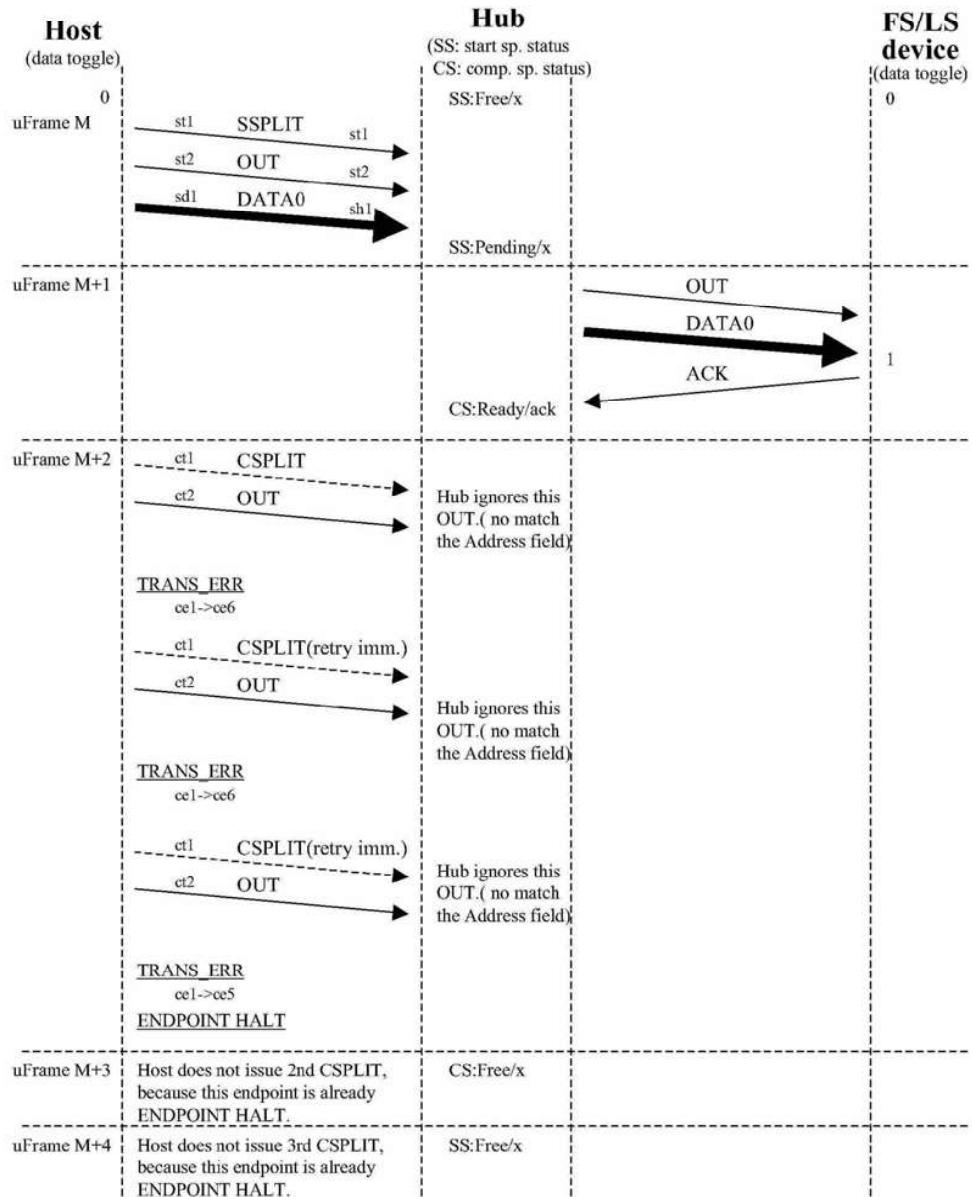 Host
(data toggle)
Hub
(SS: start sp. status
CS: comp. sp. status)
FS/LS
device
(data toggle)
0
SS:Free/x
0
uFrame M
st1 SSPLIT st1
st2 OUT st2
sd1 DATA0 sh1
SS:Pending/x
uFrame M+1
OUT
DATA0
1
ACK
CS:Ready/ack
uFrame M+2
ct1 CSPLIT
ct2 OUT
Hub ignores this
OUT.( no match
the Address field)
TRANS_ERR
ce1->ce6
ct1 CSPLIT(retry imm.)
ct2 OUT
Hub ignores this
OUT.( no match
the Address field)
TRANS_ERR
ce1->ce6
ct1 CSPLIT(retry imm.)
ct2 OUT
Hub ignores this
OUT.( no match
the Address field)
TRANS_ERR
ce1->ce5
ENDPOINT HALT
uFrame M+3
Host does not issue 2nd CSPLIT,
because this endpoint is already
ENDPOINT HALT.
CS:Free/x
uFrame M+4
Host does not issue 3rd CSPLIT,
because this endpoint is already
ENDPOINT HALT.
SS:Free/x